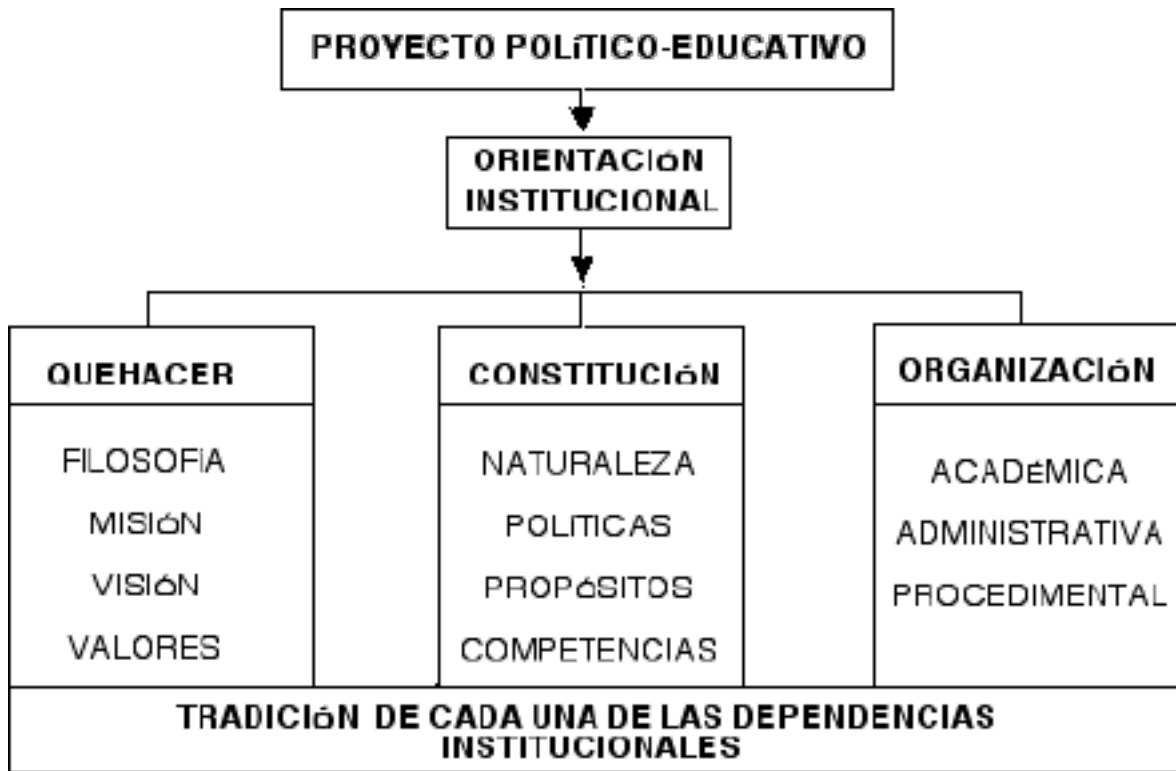 PROYECTO POLíTICO-EDUCATIVO
ORIENTACIóN
INSTITUCIONAL
QUEHACER
FILOSOFíA
MISIóN
VISIóN
VALORES
CONSTITUCIóN
NATURALEZA
POLíTICAS
PROPóSITOS
COMPETENCIAS
ORGANIZACIóN
ACADéMICA
ADMINISTRATIVA
PROCEDIMENTAL
TRADICIóN DE CADA UNA DE LAS DEPENDENCIAS
INSTITUCIONALES